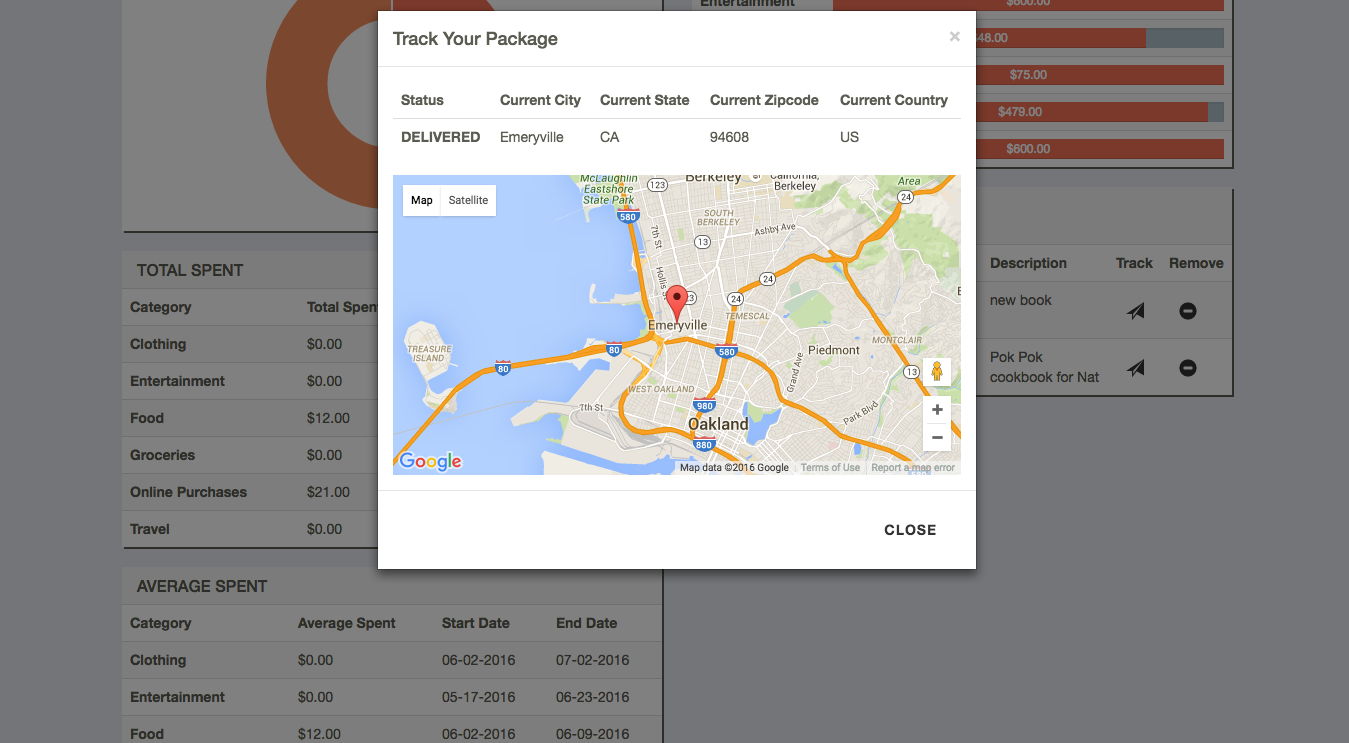 Entertainment
$600.00
$75.00
$479.00
$600.00
Track Your Package
×
Status Current City Current State Current Zipcode Current Country
DELIVERED Emeryville CA 94608 US
Map Satellite
McLaughlin
Eastshore
State Park
Berkeley
California,
Berkeley
Area
123
24
580
SOUTH
BERKELEY
Ashby Ave
7th St
13
Hollis St
24
24
Emeryville
TEMESCAL
TREASURE
ISLAND
80
80
580
Piedmont
MONTCLAIR
13
Grand Ave
WEST OAKLAND
7th St
980
Park Blvd
Oakland
880
+
−
Google
Map data ©2016 Google Terms of Use Report a map error
CLOSE
TOTAL SPENT
Category Total Spent
Clothing $0.00
Entertainment $0.00
Food $12.00
Groceries $0.00
Online Purchases $21.00
Travel $0.00
Description Track Remove
new book
Pok Pok
cookbook for Nat
AVERAGE SPENT
Category Average Spent Start Date End Date
Clothing $0.00 06-02-2016 07-02-2016
Entertainment $0.00 05-17-2016 06-23-2016
Food $12.00 06-02-2016 06-09-2016